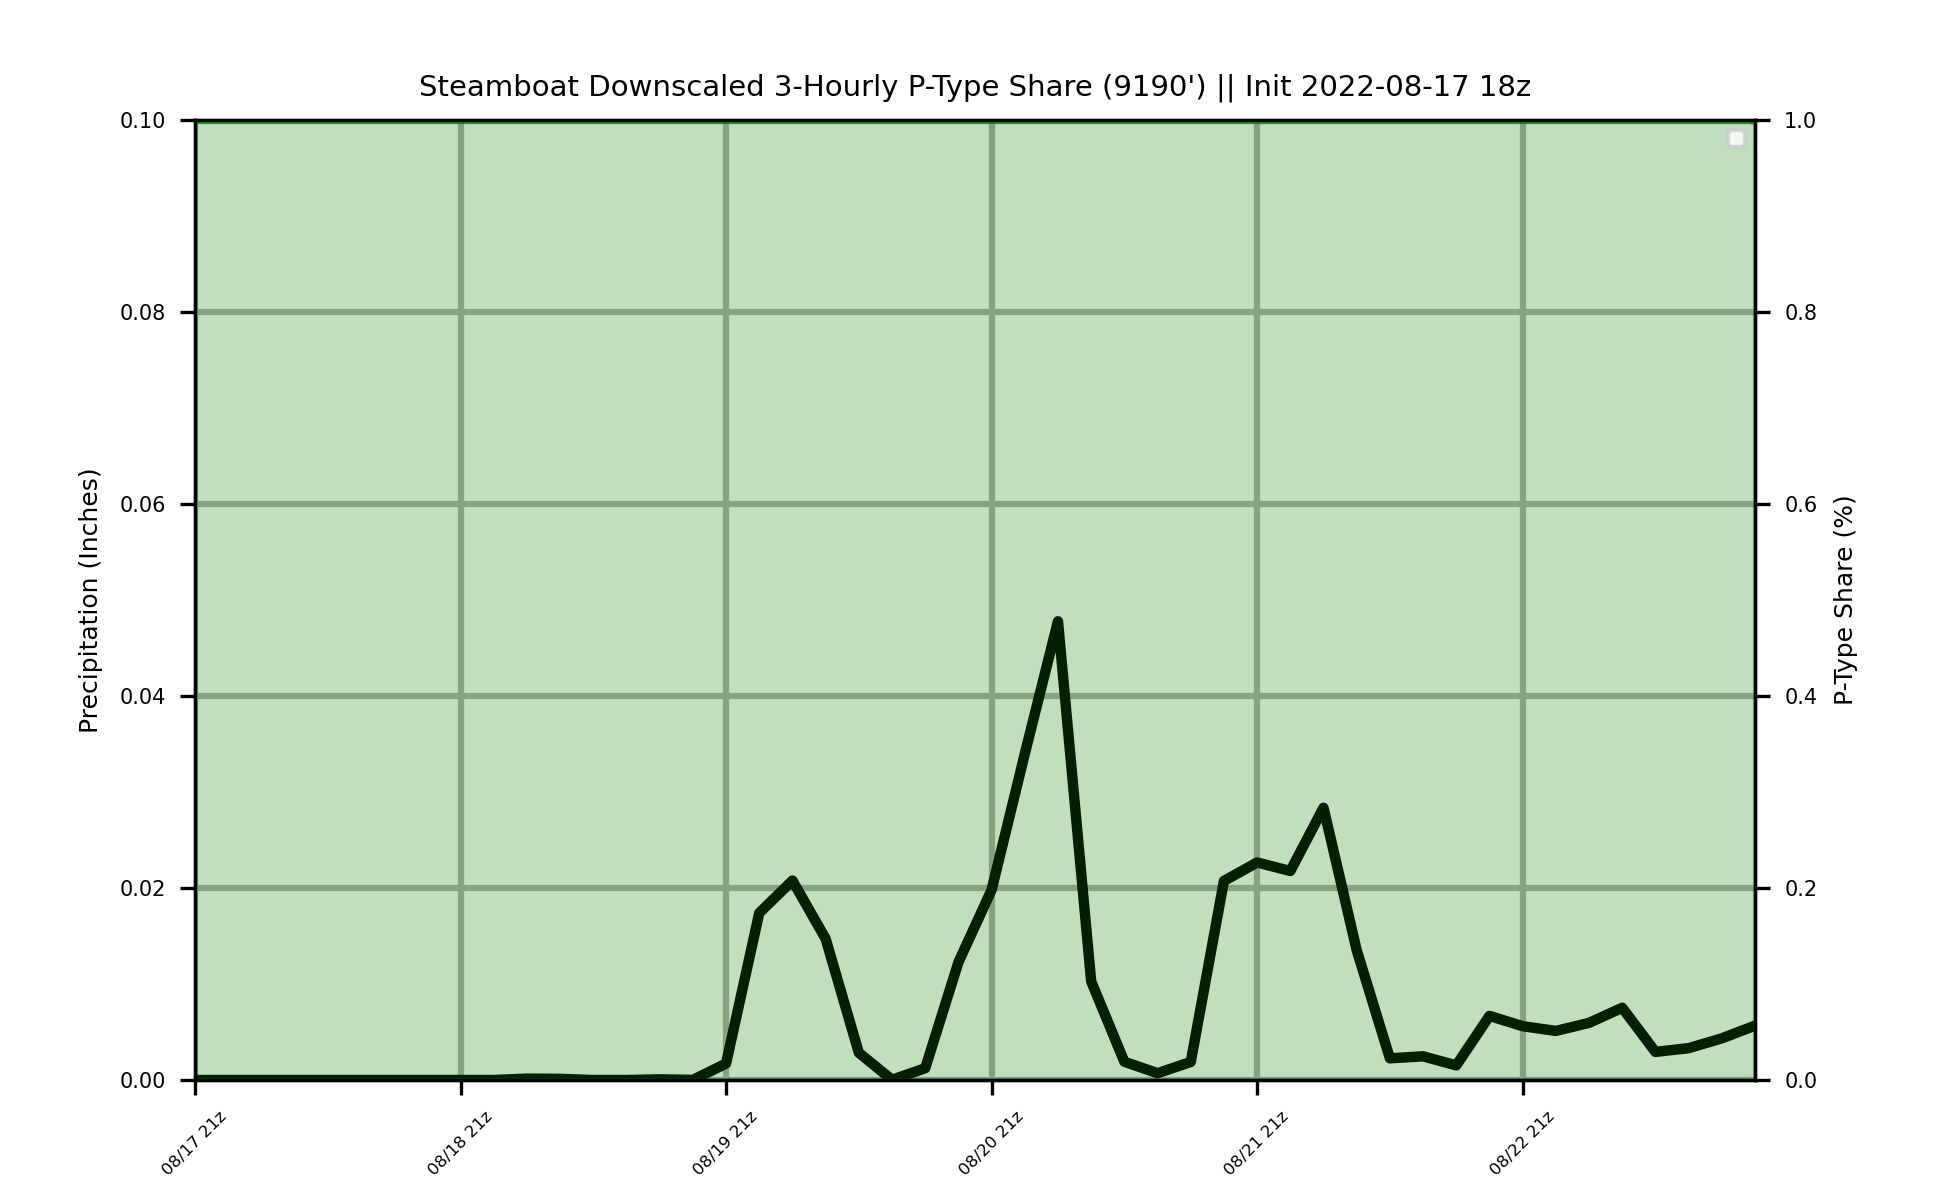 Steamboat Downscaled 3-Hourly P-Type Share (9190') || Init 2022-08-17 18z
0.10
0.08
0.06
0.04
0.02
0.00
Precipitation (Inches)
1.0
0.8
0.6
0.4
0.2
0.0
P-Type Share (%)
08/17 21z
08/18 21z
08/19 21z
08/20 21z
08/21 21z
08/22 21z